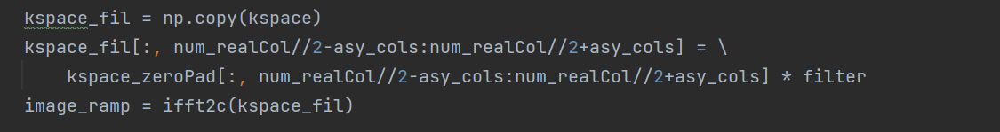 kspace_fil = np.copy(kspace)
kspace_fil[:, num_realCol//2-asy_cols:num_realCol//2+asy_cols] = \
kspace_zeroPad[:, num_realCol//2-asy_cols:num_realCol//2+asy_cols] * filter
image_ramp = ifft2c(kspace_fil)